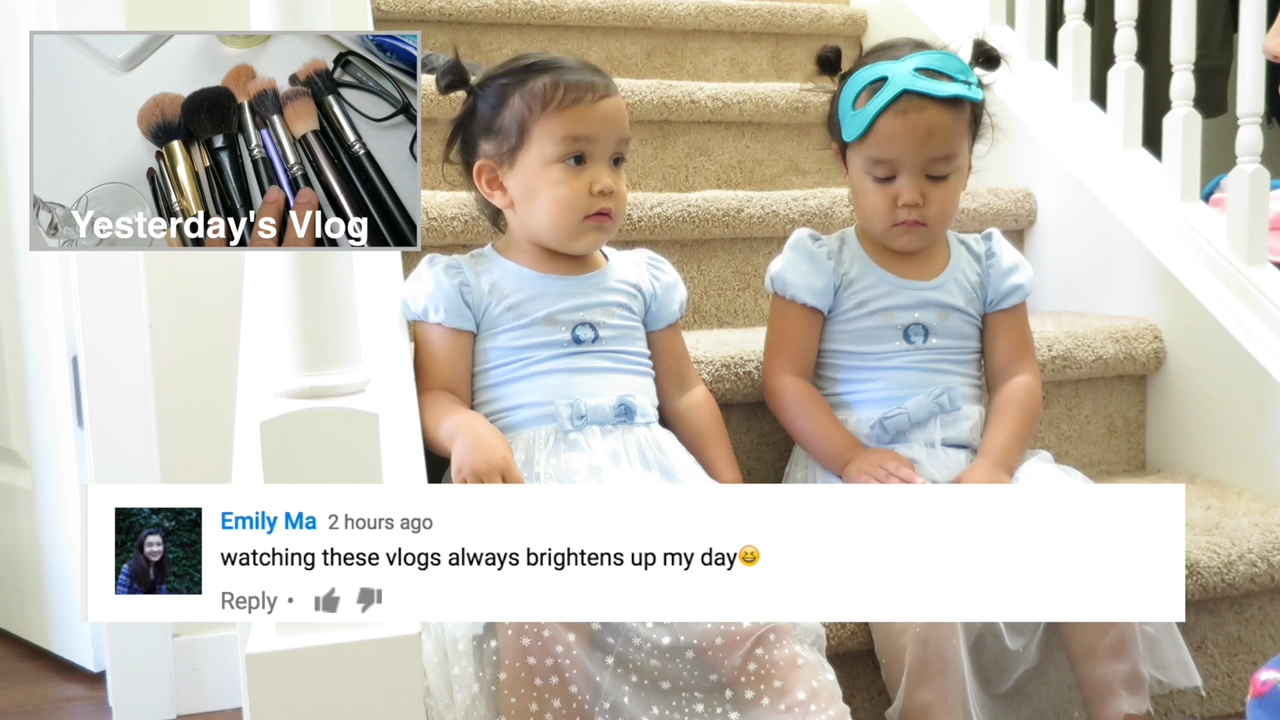 Yesterday's Vlog
Emily Ma 2 hours ago
watching these vlogs always brightens up my day😆
Reply •